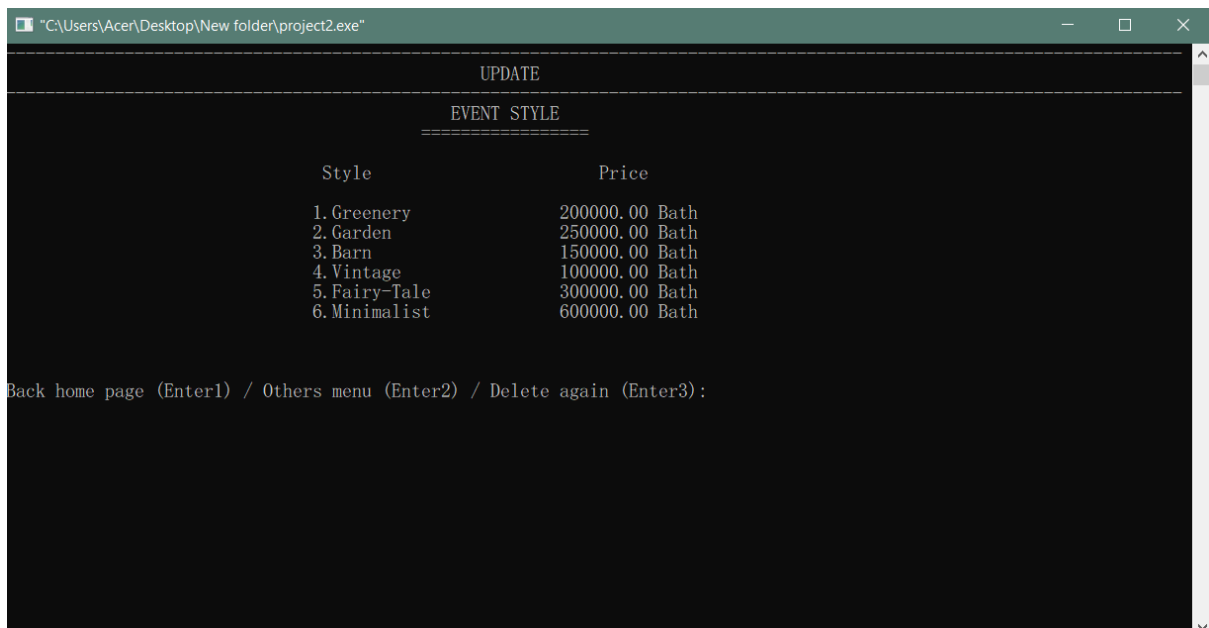 "C:\Users\Acer\Desktop\New folder\project2.exe"
UPDATE
EVENT STYLE
=================
Style Price
1.Greenery 200000.00 Bath
2.Garden 250000.00 Bath
3.Barn 150000.00 Bath
4.Vintage 100000.00 Bath
5.Fairy-Tale 300000.00 Bath
6.Minimalist 600000.00 Bath
Back home page (Enter1) / Others menu (Enter2) / Delete again (Enter3):